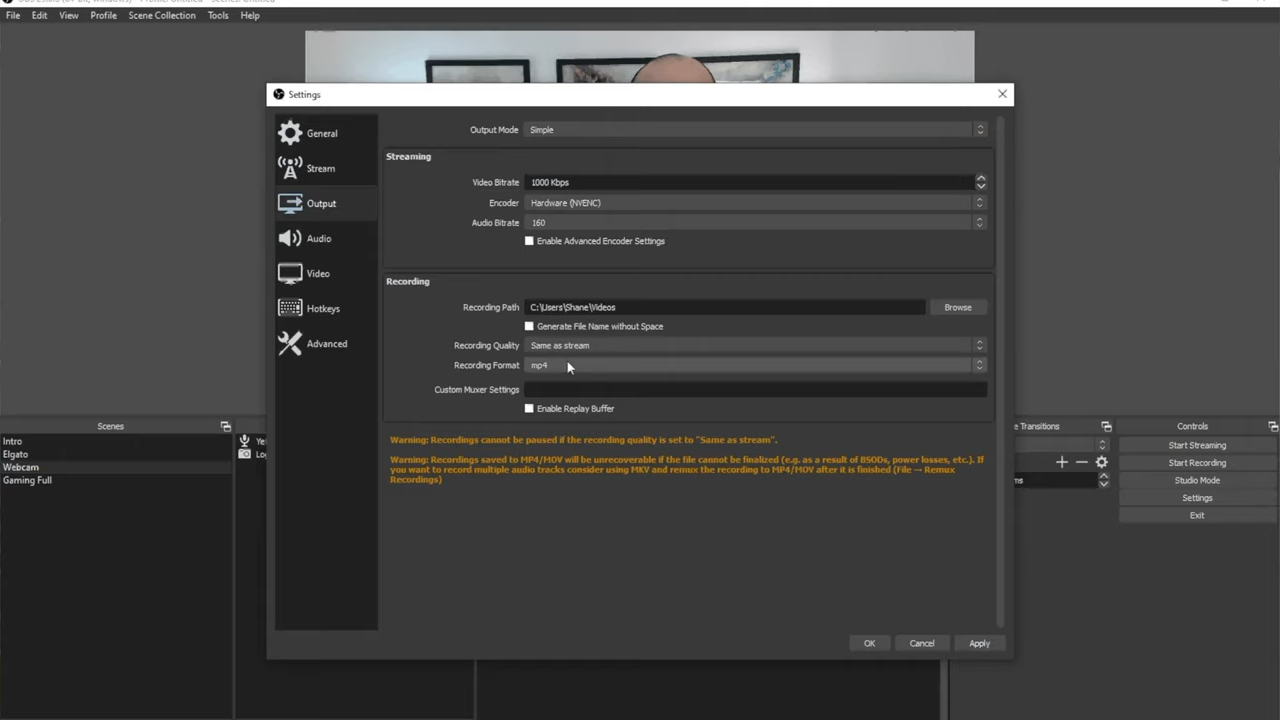 File Edit View Profile Scene Collection Tools Help
Settings
General
Stream
Output
Audio
Video
Hotkeys
Advanced
Output Mode Simple
Streaming
Video Bitrate 1000 Kbps
Encoder Hardware (NVENC)
Audio Bitrate 160
Enable Advanced Encoder Settings
Recording
Recording Path C:\Users\Shane\Videos Browse
Generate File Name without Space
Recording Quality Same as stream
Recording Format mp4
Custom Muxer Settings
Enable Replay Buffer
Warning: Recordings cannot be paused if the recording quality is set to "Same as stream".
Warning: Recordings saved to MP4/MOV will be unrecoverable if the file cannot be finalized (e.g. as a result of BSODs, power losses, etc.). If
you want to record multiple audio tracks consider using MKV and remux the recording to MP4/MOV after it is finished (File → Remux
Recordings)
OK Cancel Apply
Scenes
Intro
Elgato
Webcam
Gaming Full
Transitions
Controls
Start Streaming
Start Recording
Studio Mode
Settings
Exit